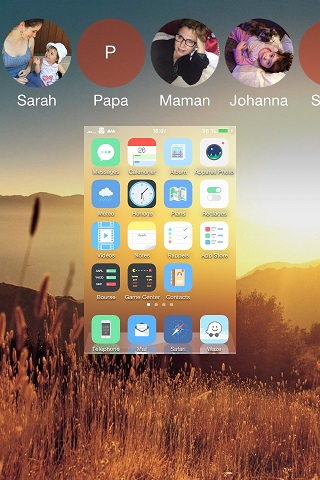 P
Sarah Papa Maman Johanna S
18:07
26
Messages Calendrier Album Appareil Photo
Météo Horloge Plans Réglages
Vidéos Notes Rappels App Store
Bourse Game Center Contacts
Téléphone Mail Safari Waze